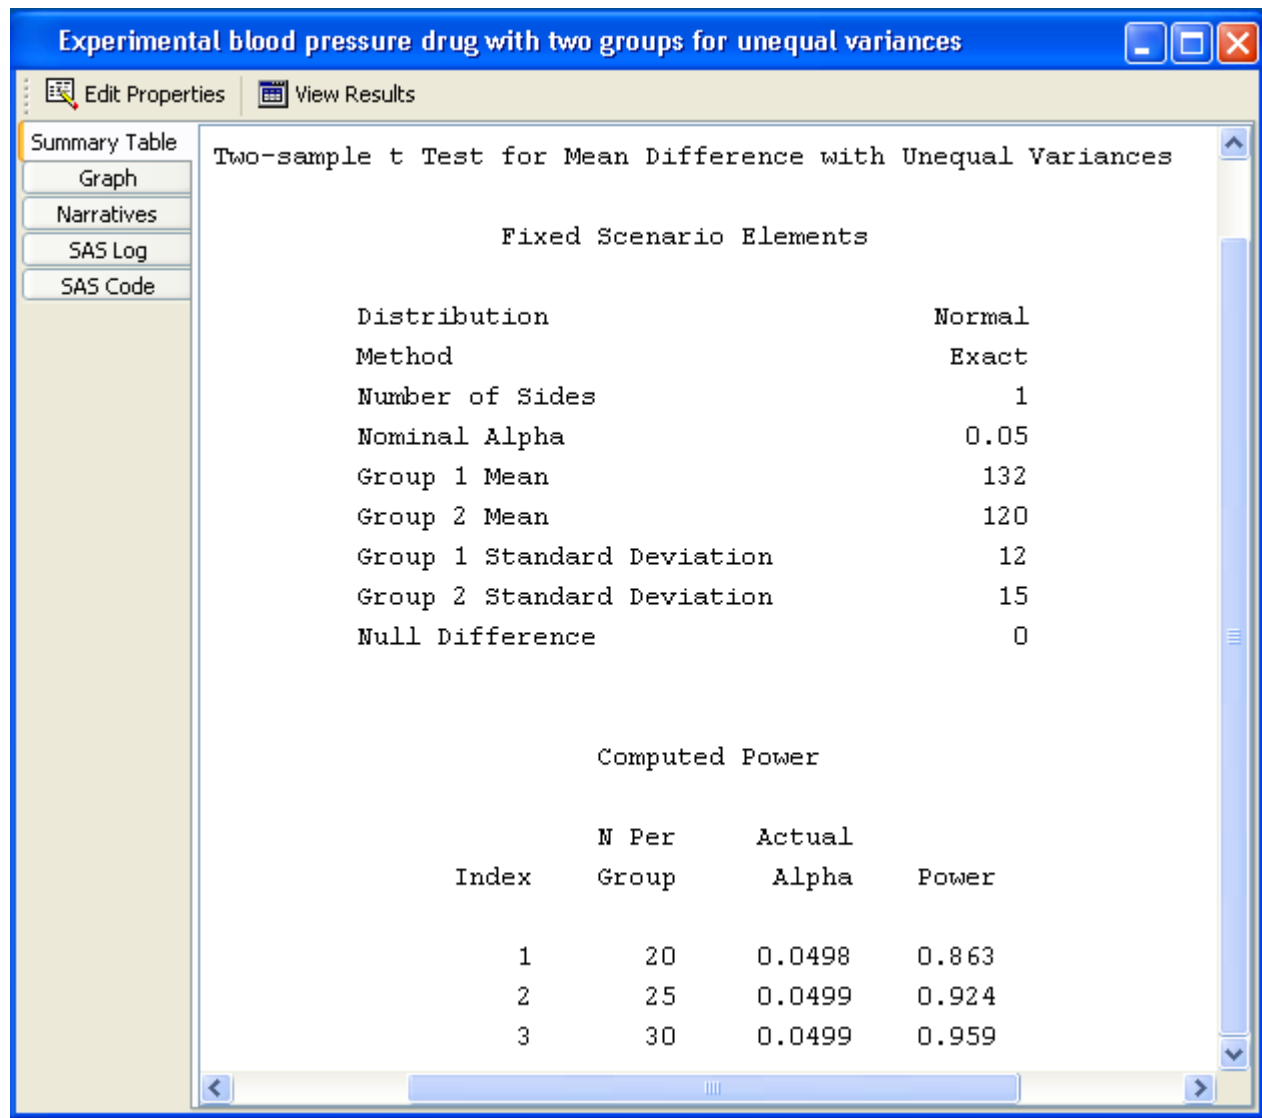 Experimental blood pressure drug with two groups for unequal variances
Edit Properties View Results
Summary Table
Graph
Narratives
SAS Log
SAS Code
Two-sample t Test for Mean Difference with Unequal Variances
Fixed Scenario Elements
Distribution Normal
Method Exact
Number of Sides 1
Nominal Alpha 0.05
Group 1 Mean 132
Group 2 Mean 120
Group 1 Standard Deviation 12
Group 2 Standard Deviation 15
Null Difference 0
Computed Power
N Per Actual
Index Group Alpha Power
1 20 0.0498 0.863
2 25 0.0499 0.924
3 30 0.0499 0.959